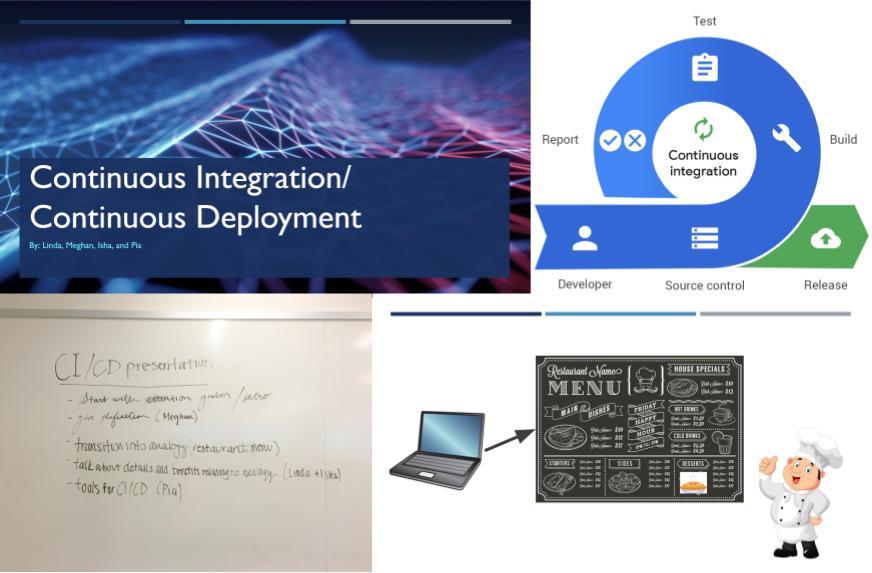 Continuous Integration/
Continuous Deployment
By: Linda, Meghan, Isha, and Pia
Test
Report
Continuous
integration
Build
Developer
Source control
Release
CI/CD presentation
- Start with attention grabber/intro
- give definition (Meghan)
- transition into analogy (restaurant menu)
- talk about details and benefits relating to analogy (Linda + Isha)
- tools for CI/CD (Pia)
Restaurant Name
MENU
HOUSE SPECIALS
MAIN DISHES
FRIDAY
HAPPY
HOUR
HOT DRINKS
COLD DRINKS
STARTERS
SIDES
DESSERTS